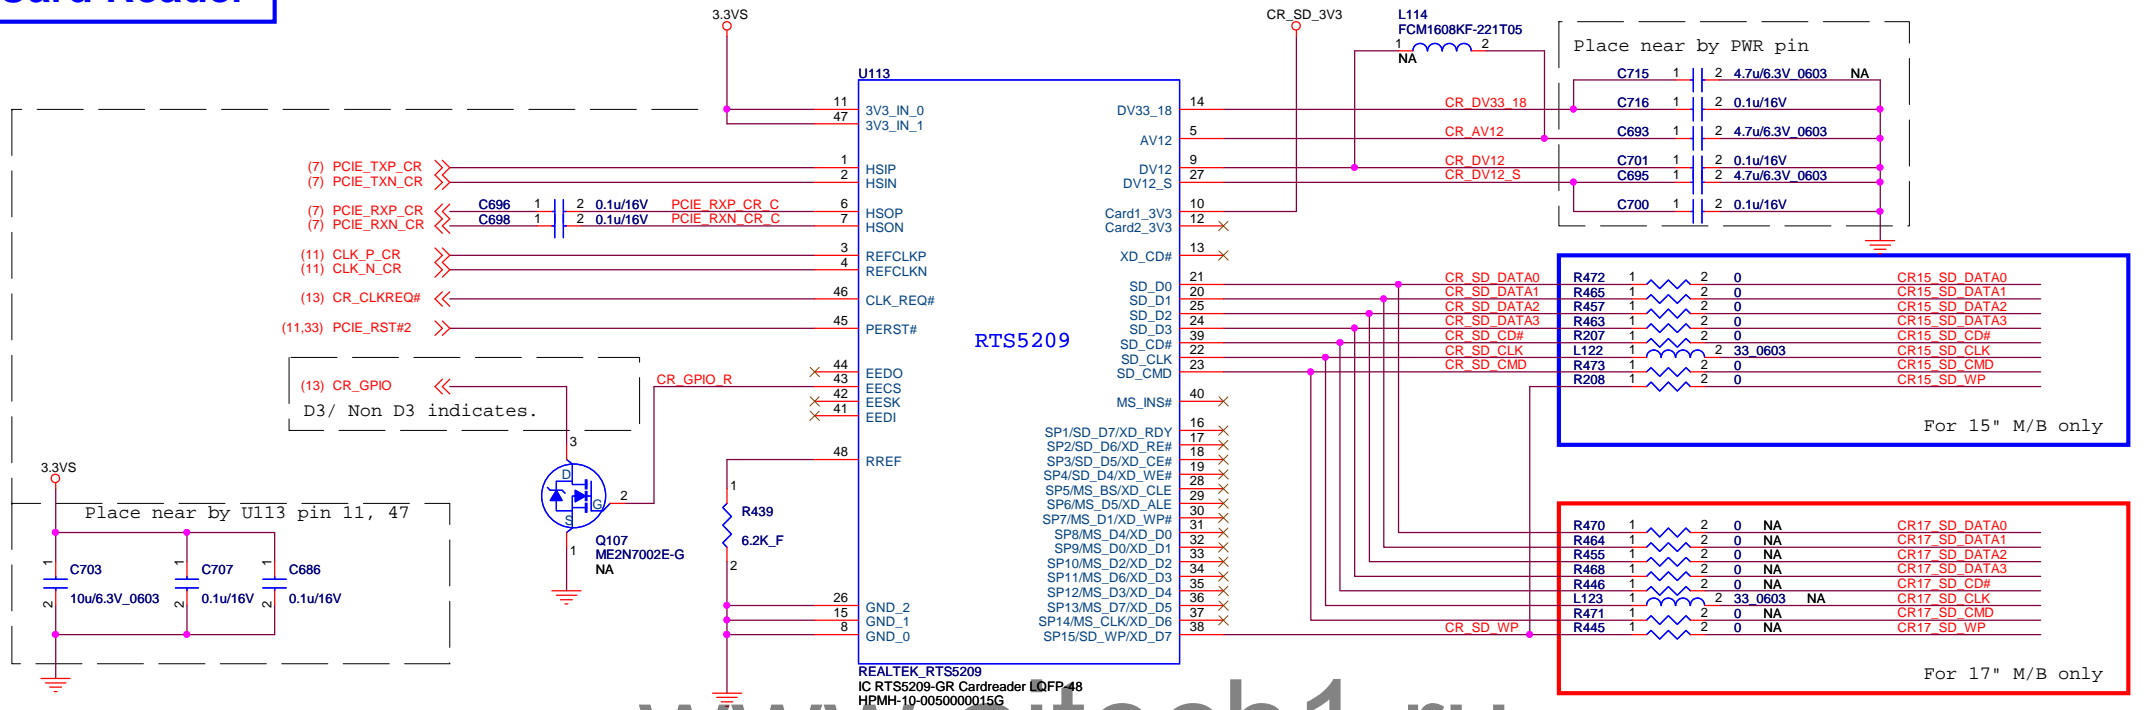 Card Reader
3.3VS
CR_SD_3V3
L114
FCM1608KF-221T05
1 2
NA
Place near by PWR pin
C715 1 2 4.7u/6.3V_0603 NA
C716 1 2 0.1u/16V
C693 1 2 4.7u/6.3V_0603
C701 1 2 0.1u/16V
C695 1 2 4.7u/6.3V_0603
C700 1 2 0.1u/16V
CR_DV33_18
CR_AV12
CR_DV12
CR_DV12_S
U113
11 3V3_IN_0
47 3V3_IN_1
(7) PCIE_TXP_CR 1 HSIP
(7) PCIE_TXN_CR 2 HSIN
(7) PCIE_RXP_CR C696 1 2 0.1u/16V PCIE_RXP_CR_C 6 HSOP
(7) PCIE_RXN_CR C698 1 2 0.1u/16V PCIE_RXN_CR_C 7 HSON
(11) CLK_P_CR 3 REFCLKP
(11) CLK_N_CR 4 REFCLKN
(13) CR_CLKREQ# 46 CLK_REQ#
(11,33) PCIE_RST#2 45 PERST#
44 EEDO
(13) CR_GPIO CR_GPIO_R 43 EECS
42 EESK
41 EEDI
D3/ Non D3 indicates.
48 RREF
26 GND_2
15 GND_1
8 GND_0
RTS5209
DV33_18 14
AV12 5
DV12 9
DV12_S 27
Card1_3V3 10
Card2_3V3 12
XD_CD# 13
SD_D0 21 CR_SD_DATA0
SD_D1 20 CR_SD_DATA1
SD_D2 25 CR_SD_DATA2
SD_D3 24 CR_SD_DATA3
SD_CD# 39 CR_SD_CD#
SD_CLK 22 CR_SD_CLK
SD_CMD 23 CR_SD_CMD
MS_INS# 40
SP1/SD_D7/XD_RDY 16
SP2/SD_D6/XD_RE# 17
SP3/SD_D5/XD_CE# 18
SP4/SD_D4/XD_WE# 19
SP5/MS_BS/XD_CLE 28
SP6/MS_D5/XD_ALE 29
SP7/MS_D1/XD_WP# 30
SP8/MS_D4/XD_D0 31
SP9/MS_D0/XD_D1 32
SP10/MS_D2/XD_D2 33
SP11/MS_D6/XD_D3 34
SP12/MS_D3/XD_D4 35
SP13/MS_D7/XD_D5 36
SP14/MS_CLK/XD_D6 37
SP15/SD_WP/XD_D7 38 CR_SD_WP
R472 1 2 0 CR15_SD_DATA0
R465 1 2 0 CR15_SD_DATA1
R457 1 2 0 CR15_SD_DATA2
R463 1 2 0 CR15_SD_DATA3
R207 1 2 0 CR15_SD_CD#
L122 1 2 33_0603 CR15_SD_CLK
R473 1 2 0 CR15_SD_CMD
R208 1 2 0 CR15_SD_WP
For 15" M/B only
R470 1 2 0 NA CR17_SD_DATA0
R464 1 2 0 NA CR17_SD_DATA1
R455 1 2 0 NA CR17_SD_DATA2
R468 1 2 0 NA CR17_SD_DATA3
R446 1 2 0 NA CR17_SD_CD#
L123 1 2 33_0603 NA CR17_SD_CLK
R471 1 2 0 NA CR17_SD_CMD
R445 1 2 0 NA CR17_SD_WP
For 17" M/B only
3
D
G 2
S
1
Q107
ME2N7002E-G
NA
1
R439
6.2K_F
2
3.3VS
Place near by U113 pin 11, 47
1 C703 1 C707 1 C686
2 10u/6.3V_0603 2 0.1u/16V 2 0.1u/16V
REALTEK_RTS5209
IC RTS5209-GR Cardreader LQFP-48
HPMH-10-0050000015G